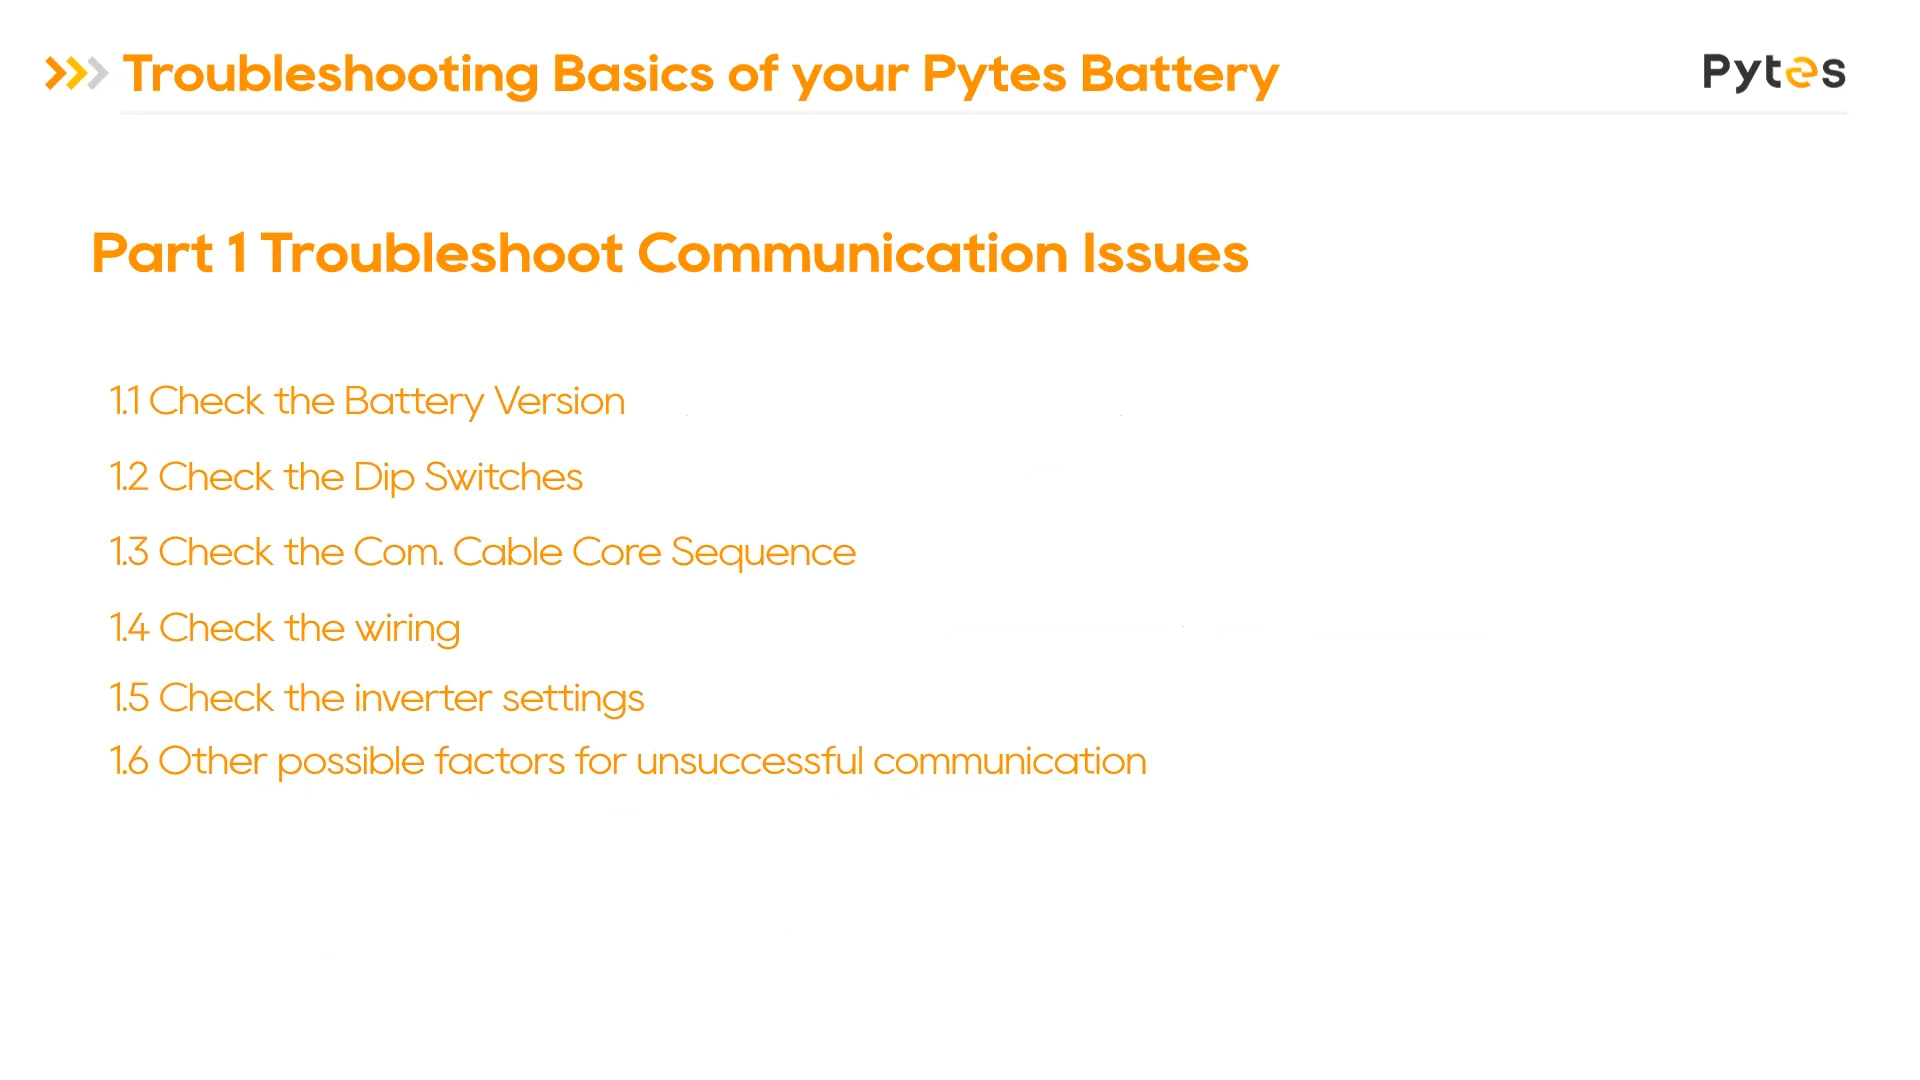 Troubleshooting Basics of your Pytes Battery
Pytes
Part 1 Troubleshoot Communication Issues
1.1 Check the Battery Version
1.2 Check the Dip Switches
1.3 Check the Com. Cable Core Sequence
1.4 Check the wiring
1.5 Check the inverter settings
1.6 Other possible factors for unsuccessful communication